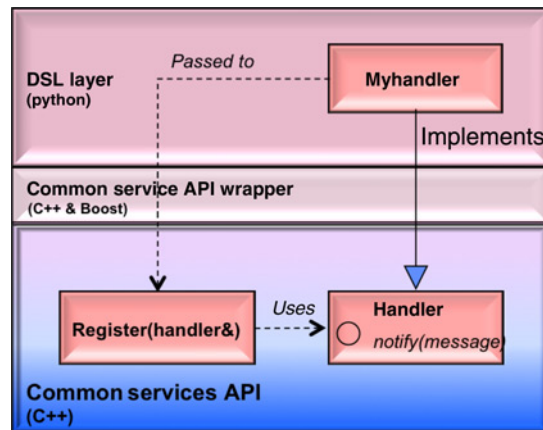 Passed to
DSL layer
(python)
Myhandler
Implements
Common service API wrapper
(C++ & Boost)
Register(handler&)
Uses
Handler
notify(message)
Common services API
(C++)